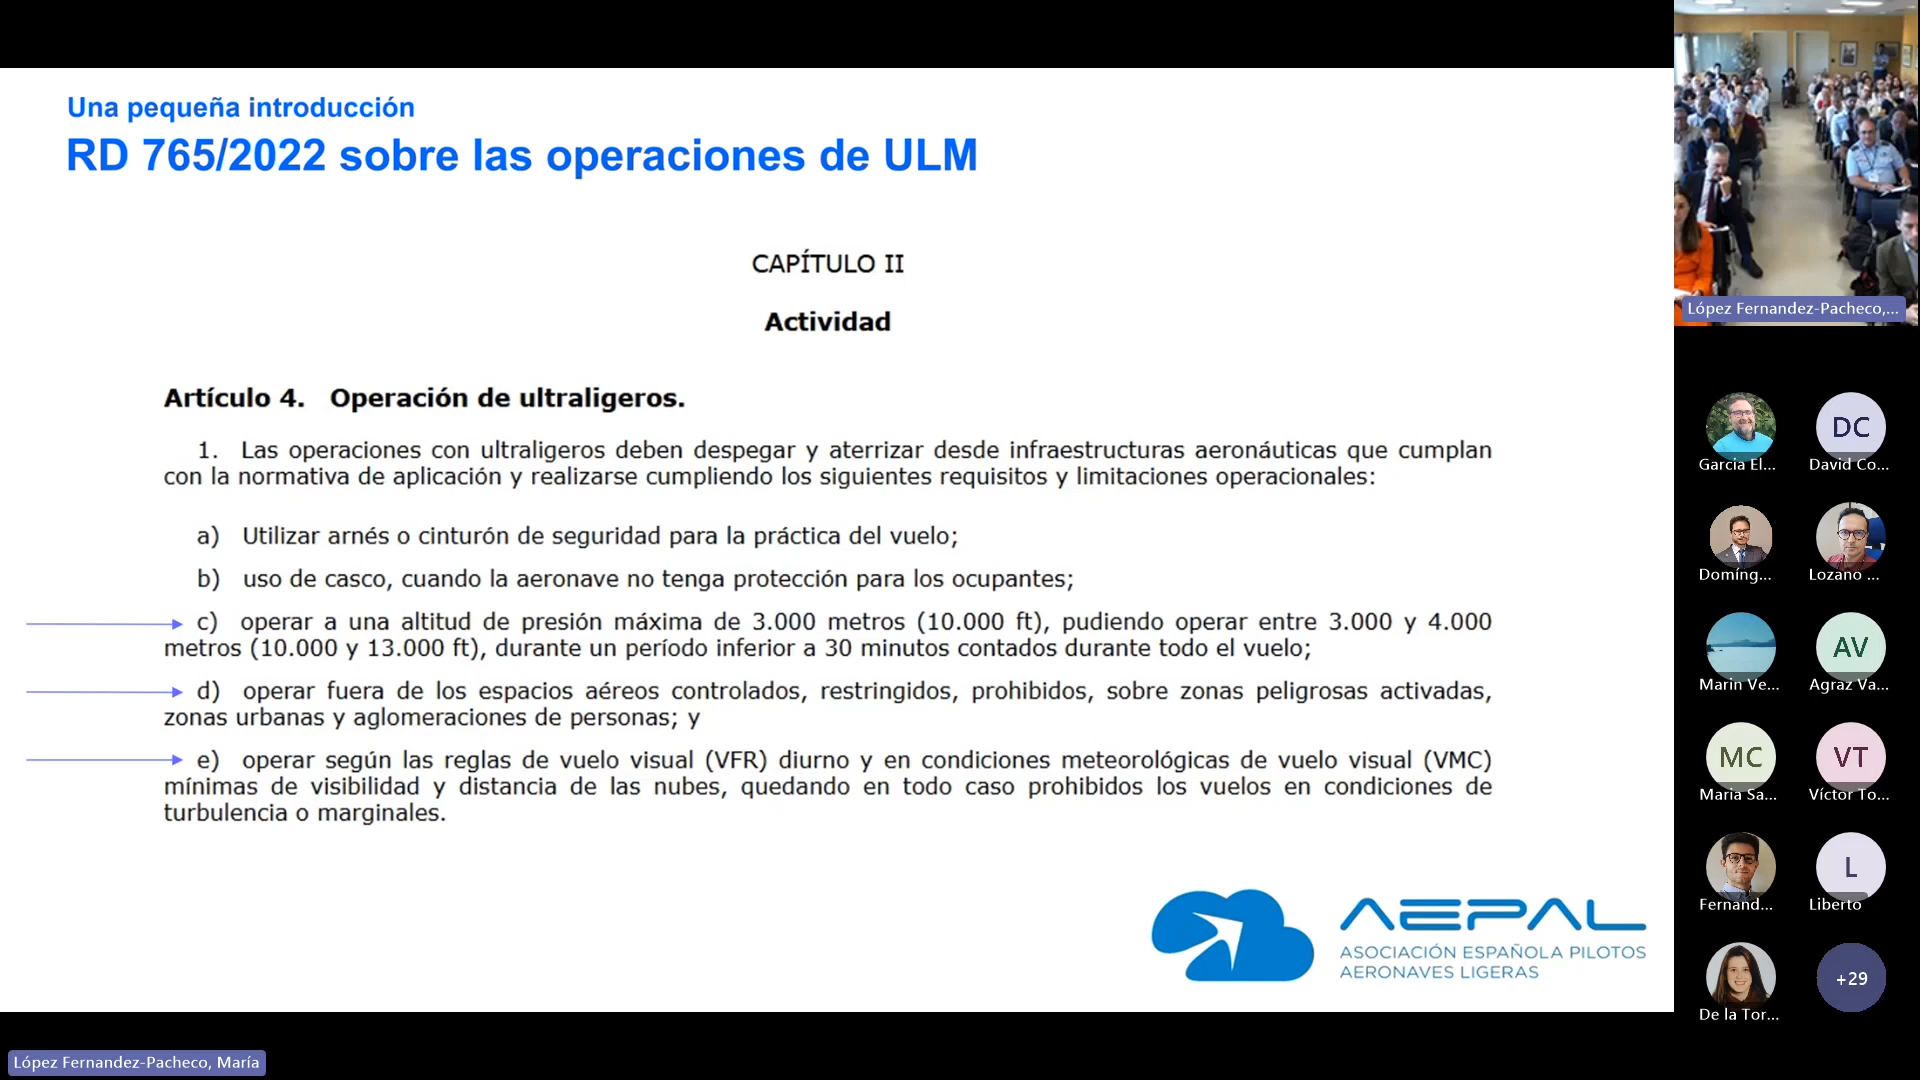 Una pequeña introducción
RD 765/2022 sobre las operaciones de ULM
CAPÍTULO II
Actividad
Artículo 4. Operación de ultraligeros.
1. Las operaciones con ultraligeros deben despegar y aterrizar desde infraestructuras aeronáuticas que cumplan
con la normativa de aplicación y realizarse cumpliendo los siguientes requisitos y limitaciones operacionales:
a) Utilizar arnés o cinturón de seguridad para la práctica del vuelo;
b) uso de casco, cuando la aeronave no tenga protección para los ocupantes;
c) operar a una altitud de presión máxima de 3.000 metros (10.000 ft), pudiendo operar entre 3.000 y 4.000
metros (10.000 y 13.000 ft), durante un período inferior a 30 minutos contados durante todo el vuelo;
d) operar fuera de los espacios aéreos controlados, restringidos, prohibidos, sobre zonas peligrosas activadas,
zonas urbanas y aglomeraciones de personas; y
e) operar según las reglas de vuelo visual (VFR) diurno y en condiciones meteorológicas de vuelo visual (VMC)
mínimas de visibilidad y distancia de las nubes, quedando en todo caso prohibidos los vuelos en condiciones de
turbulencia o marginales.
AEPAL
ASOCIACIÓN ESPAÑOLA PILOTOS
AERONAVES LIGERAS
López Fernandez-Pacheco, María
López Fernandez-Pacheco,...
Garcia El...
DC
David Co...
Domíng...
Lozano ...
Marin Ve...
AV
Agraz Va...
MC
Maria Sa...
VT
Víctor To...
Fernand...
L
Liberto
De la Tor...
+29